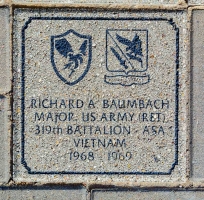 RICHARD A. BAUMBACH
MAJOR, US ARMY (RET)
319th BATTALION - ASA
VIETNAM
1968 - 1969